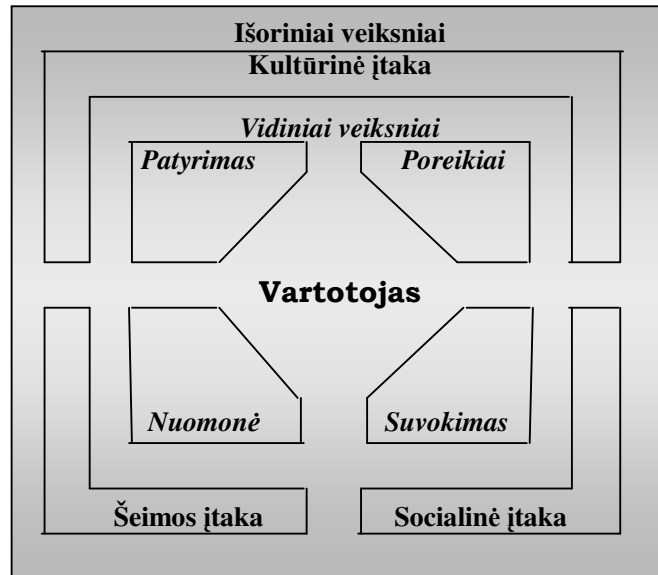 Išoriniai veiksniai
Kultūrinė įtaka
Vidiniai veiksniai
Patyrimas Poreikiai
Vartotojas
Nuomonė Suvokimas
Šeimos įtaka Socialinė įtaka